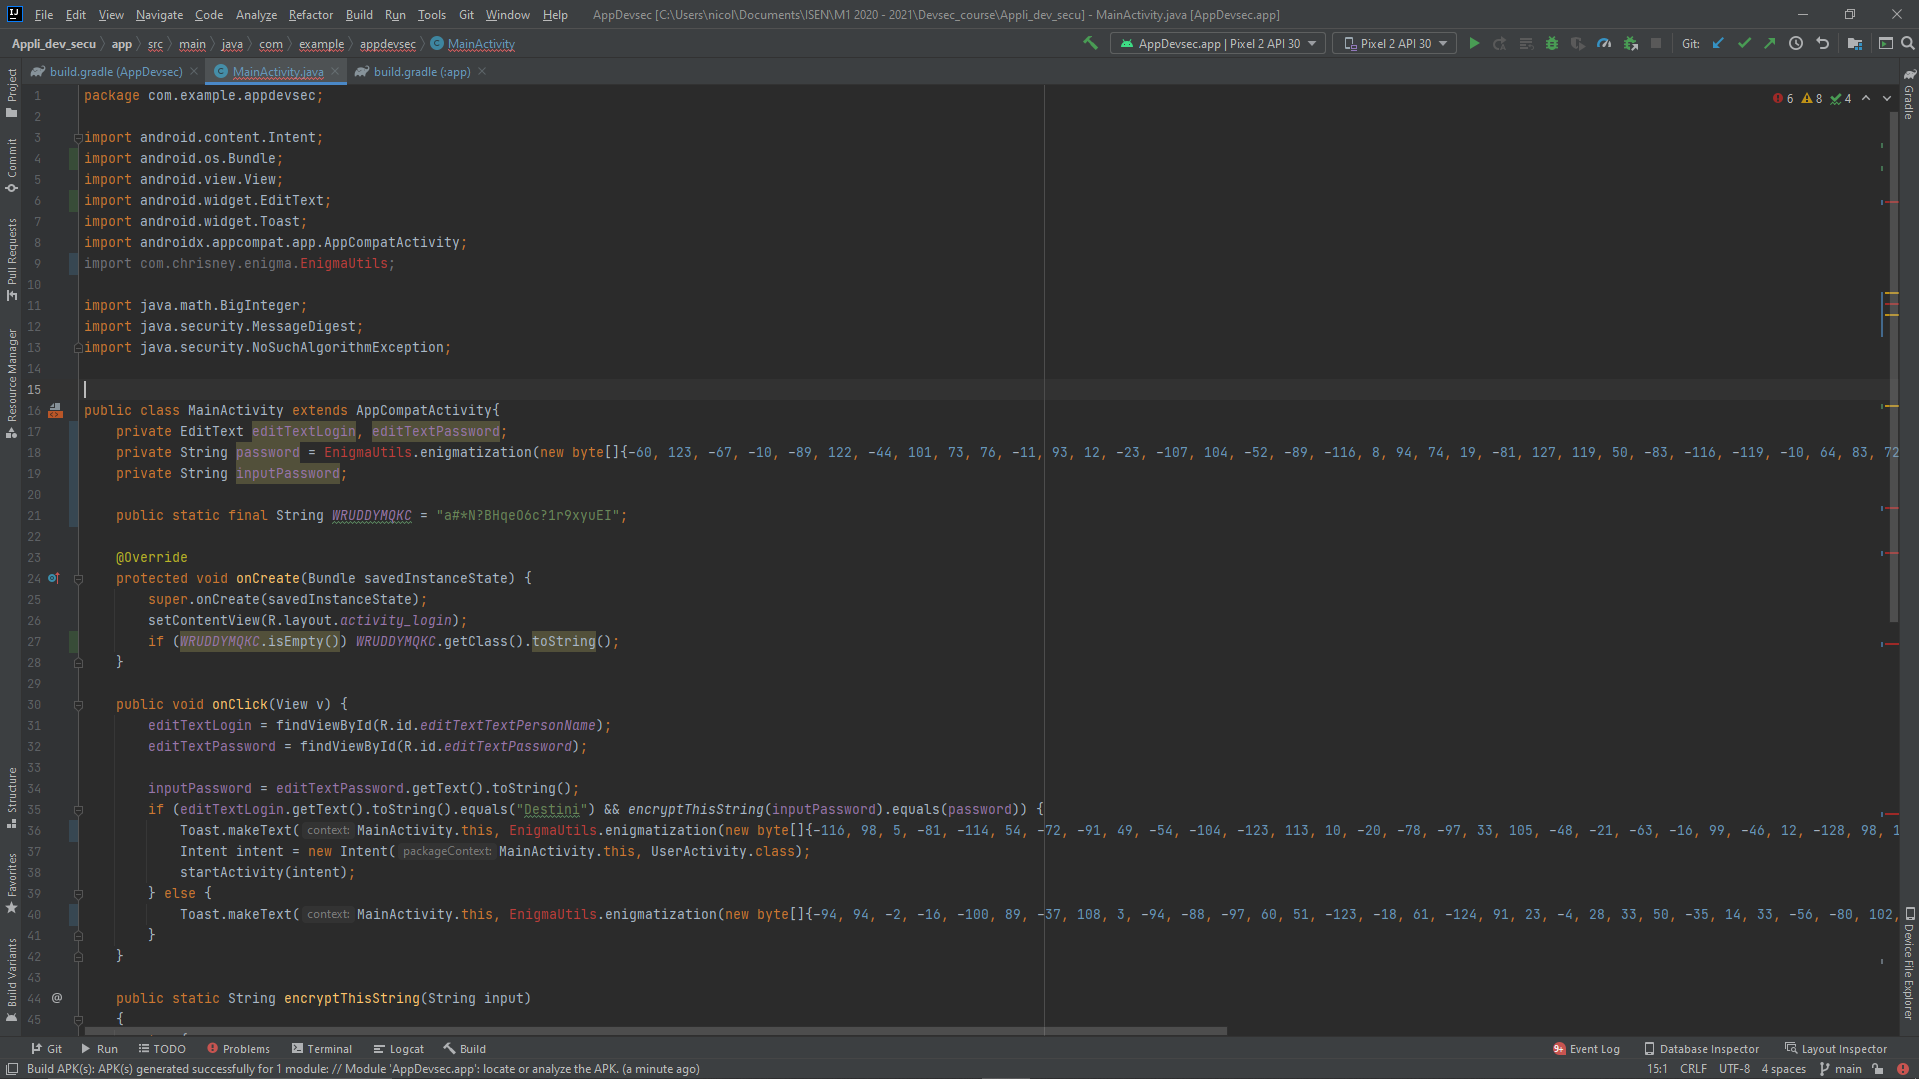 File Edit View Navigate Code Analyze Refactor Build Run Tools Git Window Help AppDevsec [C:\Users\nicol\Documents\ISEN\M1 2020 - 2021\Devsec_course\Appli_dev_secu] - MainActivity.java [AppDevsec.app]
Appli_dev_secu app src main java com example appdevsec MainActivity AppDevsec.app | Pixel 2 API 30 Pixel 2 API 30 Git:
build.gradle (AppDevsec) MainActivity.java build.gradle (:app)
6 8 4
Project
Commit
Pull Requests
Resource Manager
Structure
Favorites
Build Variants
Gradle
Device File Explorer
1 package com.example.appdevsec;
2
3 import android.content.Intent;
4 import android.os.Bundle;
5 import android.view.View;
6 import android.widget.EditText;
7 import android.widget.Toast;
8 import androidx.appcompat.app.AppCompatActivity;
9 import com.chrisney.enigma.EnigmaUtils;
10
11 import java.math.BigInteger;
12 import java.security.MessageDigest;
13 import java.security.NoSuchAlgorithmException;
14
15
16 public class MainActivity extends AppCompatActivity{
17 private EditText editTextLogin, editTextPassword;
18 private String password = EnigmaUtils.enigmatization(new byte[]{-60, 123, -67, -10, -89, 122, -44, 101, 73, 76, -11, 93, 12, -23, -107, 104, -52, -89, -116, 8, 94, 74, 19, -81, 127, 119, 50, -83, -116, -119, -10, 64, 83, 72
19 private String inputPassword;
20
21 public static final String WRUDDYMQKC = "a#*N?BHqeO6c?1r9xyuEI";
22
23 @Override
24 protected void onCreate(Bundle savedInstanceState) {
25 super.onCreate(savedInstanceState);
26 setContentView(R.layout.activity_login);
27 if (WRUDDYMQKC.isEmpty()) WRUDDYMQKC.getClass().toString();
28 }
29
30 public void onClick(View v) {
31 editTextLogin = findViewById(R.id.editTextTextPersonName);
32 editTextPassword = findViewById(R.id.editTextPassword);
33
34 inputPassword = editTextPassword.getText().toString();
35 if (editTextLogin.getText().toString().equals("Destini") && encryptThisString(inputPassword).equals(password)) {
36 Toast.makeText( context: MainActivity.this, EnigmaUtils.enigmatization(new byte[]{-116, 98, 5, -81, -114, 54, -72, -91, 49, -54, -104, -123, 113, 10, -20, -78, -97, 33, 105, -48, -21, -63, -16, 99, -46, 12, -128, 98, 1
37 Intent intent = new Intent( packageContext: MainActivity.this, UserActivity.class);
38 startActivity(intent);
39 } else {
40 Toast.makeText( context: MainActivity.this, EnigmaUtils.enigmatization(new byte[]{-94, 94, -2, -16, -100, 89, -37, 108, 3, -94, -88, -97, 60, 51, -123, -18, 61, -124, 91, 23, -4, 28, 33, 50, -35, 14, 33, -56, -80, 102,
41 }
42 }
43
44 public static String encryptThisString(String input)
45 {
Git Run TODO Problems Terminal Logcat Build 9+ Event Log Database Inspector Layout Inspector
Build APK(s): APK(s) generated successfully for 1 module: // Module 'AppDevsec.app': locate or analyze the APK. (a minute ago) 15:1 CRLF UTF-8 4 spaces main